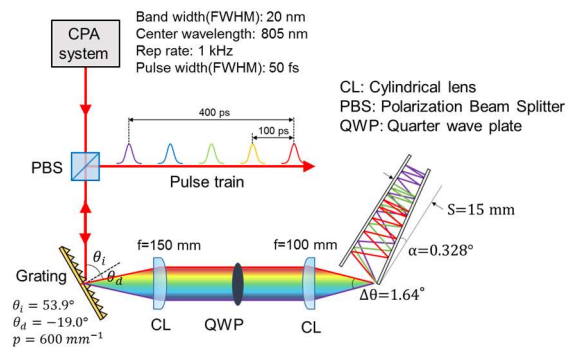 CPA
system
Band width(FWHM): 20 nm
Center wavelength: 805 nm
Rep rate: 1 kHz
Pulse width(FWHM): 50 fs
CL: Cylindrical lens
PBS: Polarization Beam Splitter
QWP: Quarter wave plate
400 ps
100 ps
PBS
Pulse train
S=15 mm
α=0.328°
Δθ=1.64°
θi
θd
f=150 mm
f=100 mm
Grating
θi = 53.9°
θd = −19.0°
p = 600 mm⁻¹
CL
QWP
CL